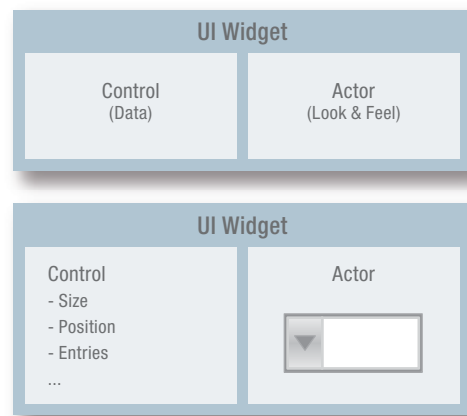 UI Widget
Control
(Data)
Actor
(Look & Feel)
UI Widget
Control
- Size
- Position
- Entries
...
Actor